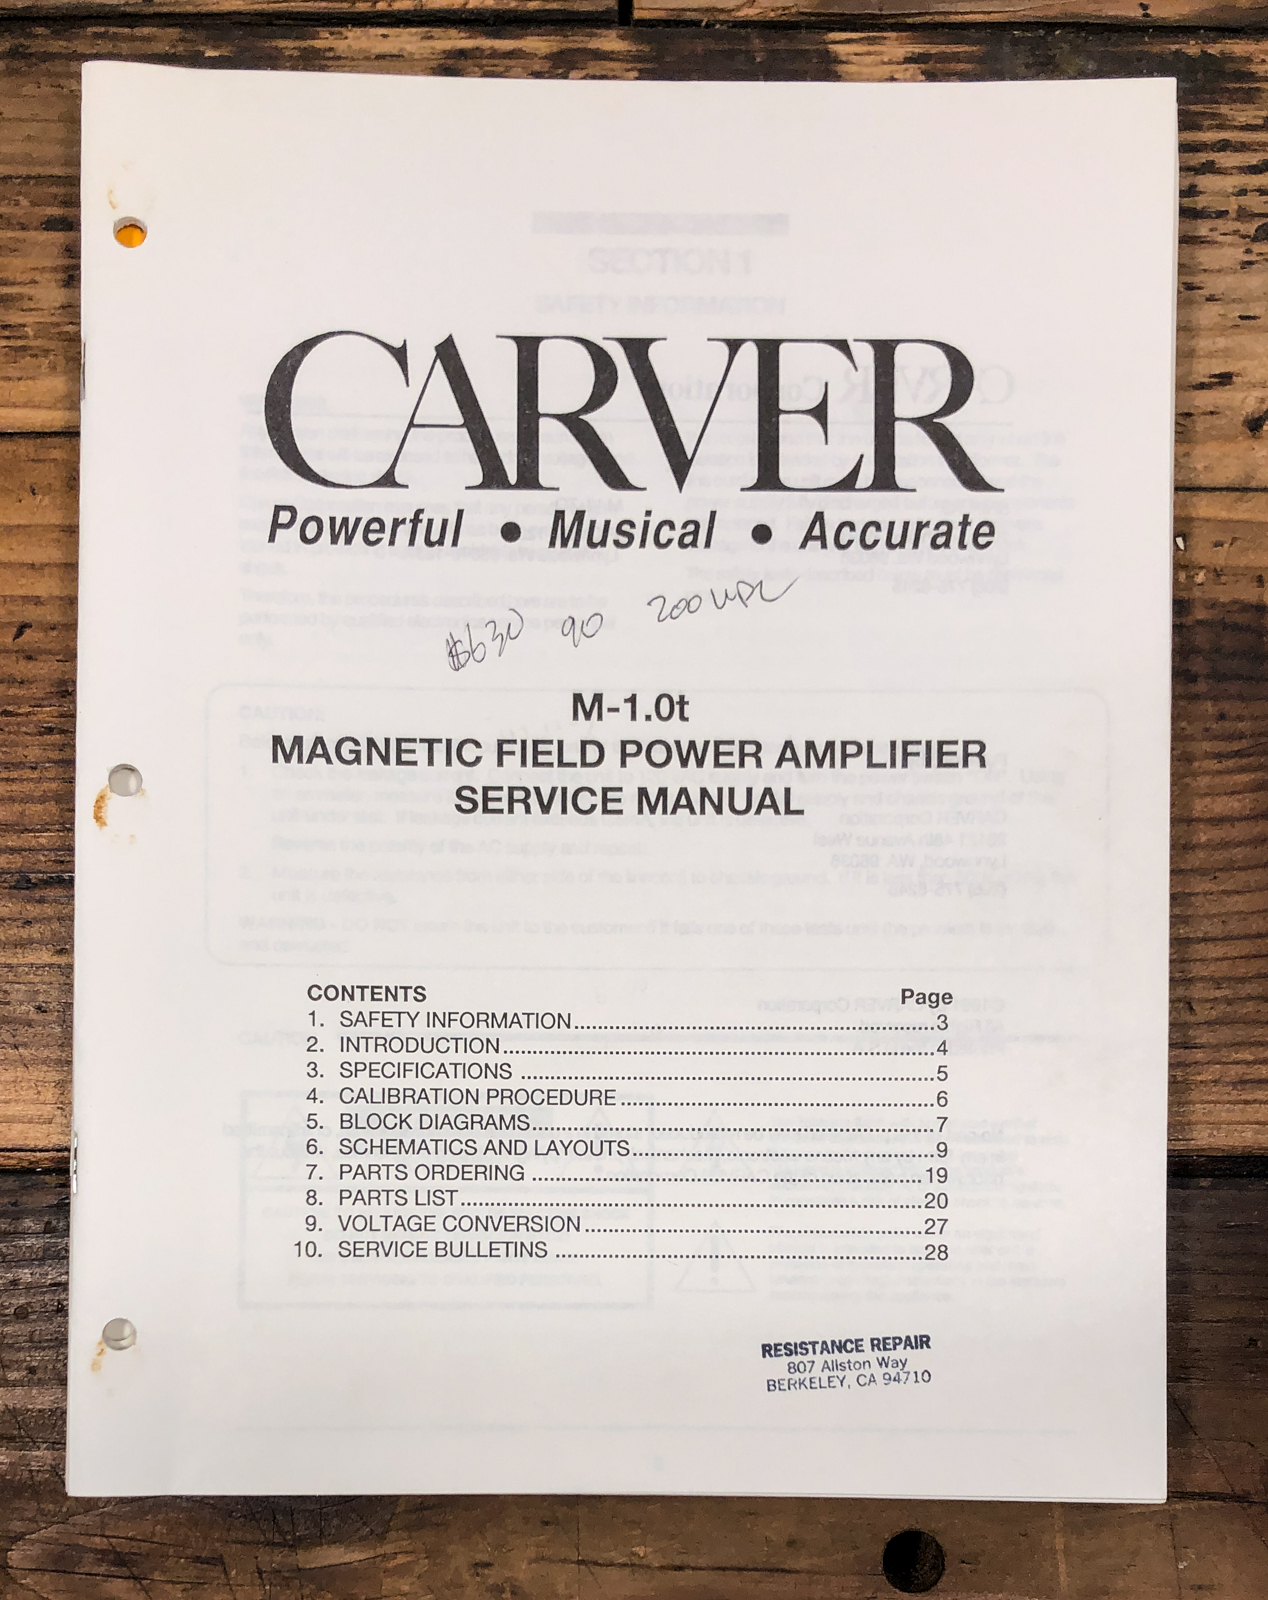 CARVER
Powerful • Musical • Accurate
$630 90 200 wpc
M-1.0t
MAGNETIC FIELD POWER AMPLIFIER
SERVICE MANUAL
CONTENTS Page
1. SAFETY INFORMATION 3
2. INTRODUCTION 4
3. SPECIFICATIONS 5
4. CALIBRATION PROCEDURE 6
5. BLOCK DIAGRAMS 7
6. SCHEMATICS AND LAYOUTS 9
7. PARTS ORDERING 19
8. PARTS LIST 20
9. VOLTAGE CONVERSION 27
10. SERVICE BULLETINS 28
RESISTANCE REPAIR
807 Allston Way
BERKELEY, CA 94710